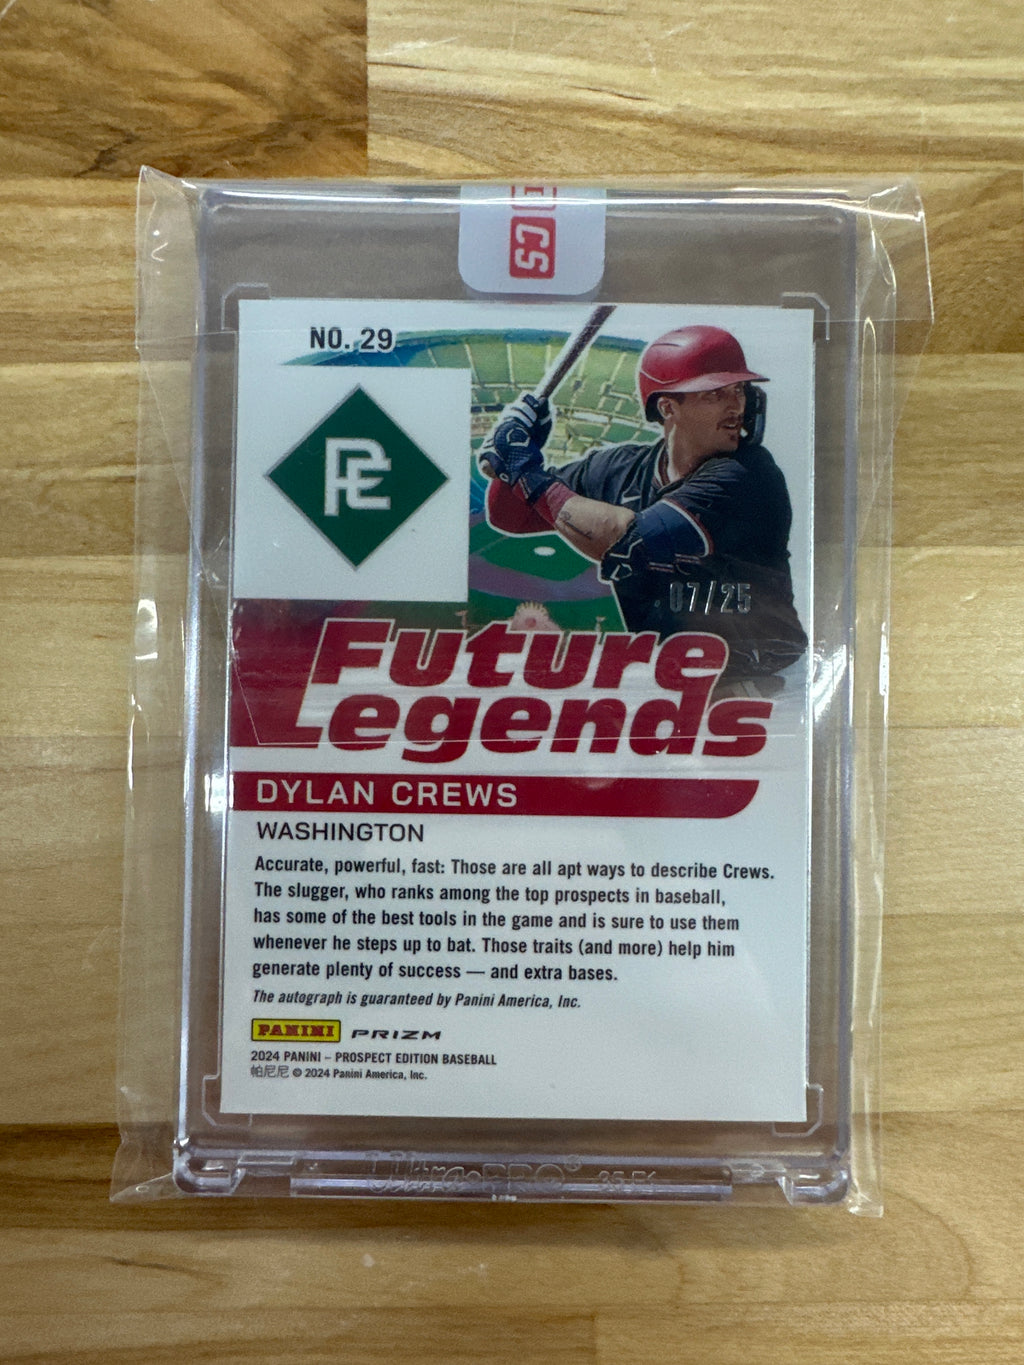 CS
NO. 29
PE
07/25
Future
Legends
DYLAN CREWS
WASHINGTON
Accurate, powerful, fast: Those are all apt ways to describe Crews.
The slugger, who ranks among the top prospects in baseball,
has some of the best tools in the game and is sure to use them
whenever he steps up to bat. Those traits (and more) help him
generate plenty of success — and extra bases.
The autograph is guaranteed by Panini America, Inc.
PANINI PRIZM
2024 PANINI – PROSPECT EDITION BASEBALL
帕尼尼 © 2024 Panini America, Inc.
UltraPRO® 35 PT